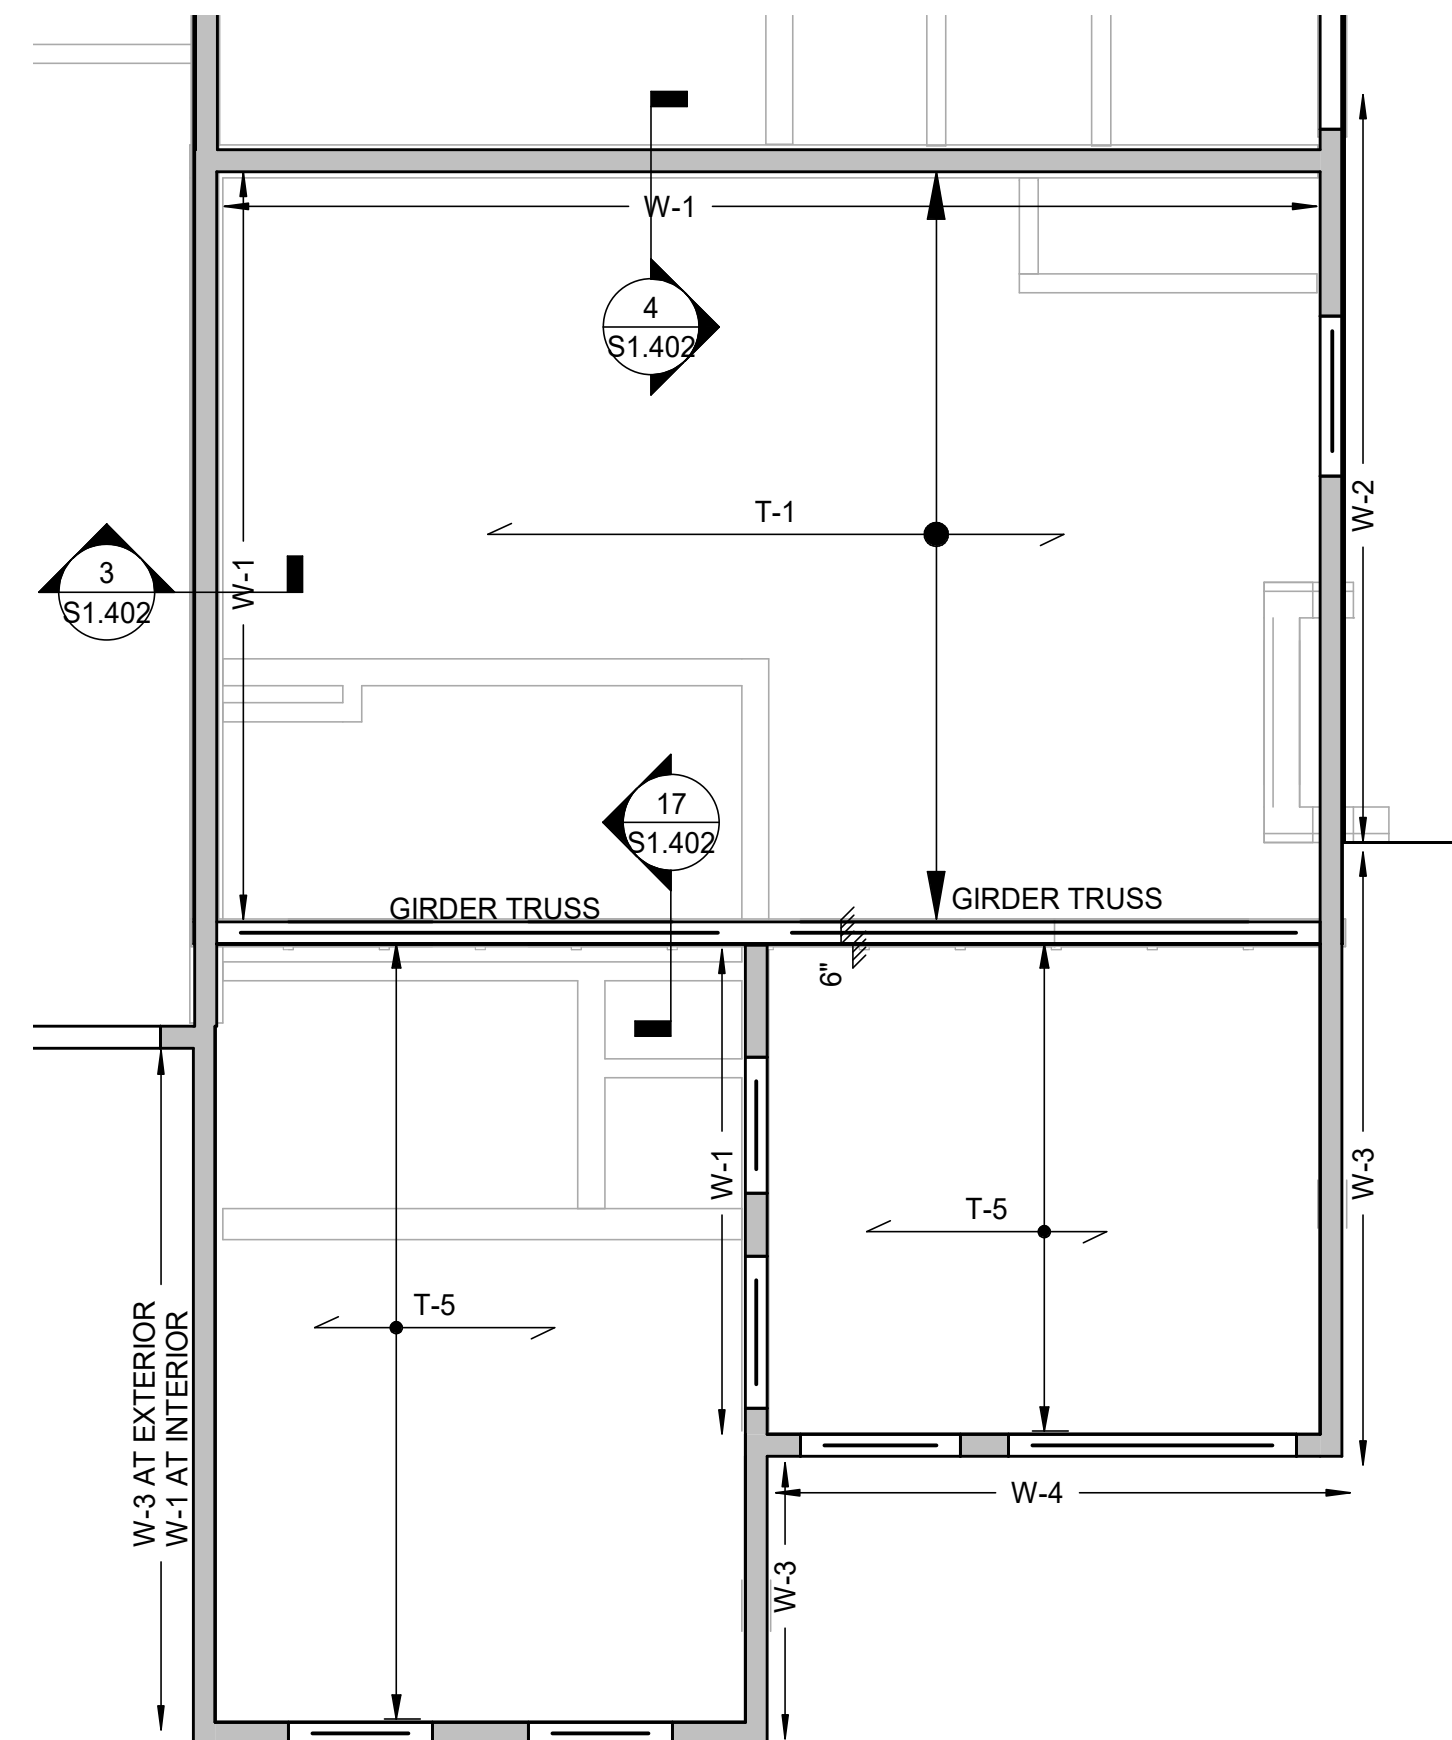 W-1
4
S1.402
T-1
W-2
3
S1.402
W-1
17
S1.402
GIRDER TRUSS
GIRDER TRUSS
6"
W-1
W-3
T-5
T-5
W-3 AT EXTERIOR
W-1 AT INTERIOR
W-4
W-3